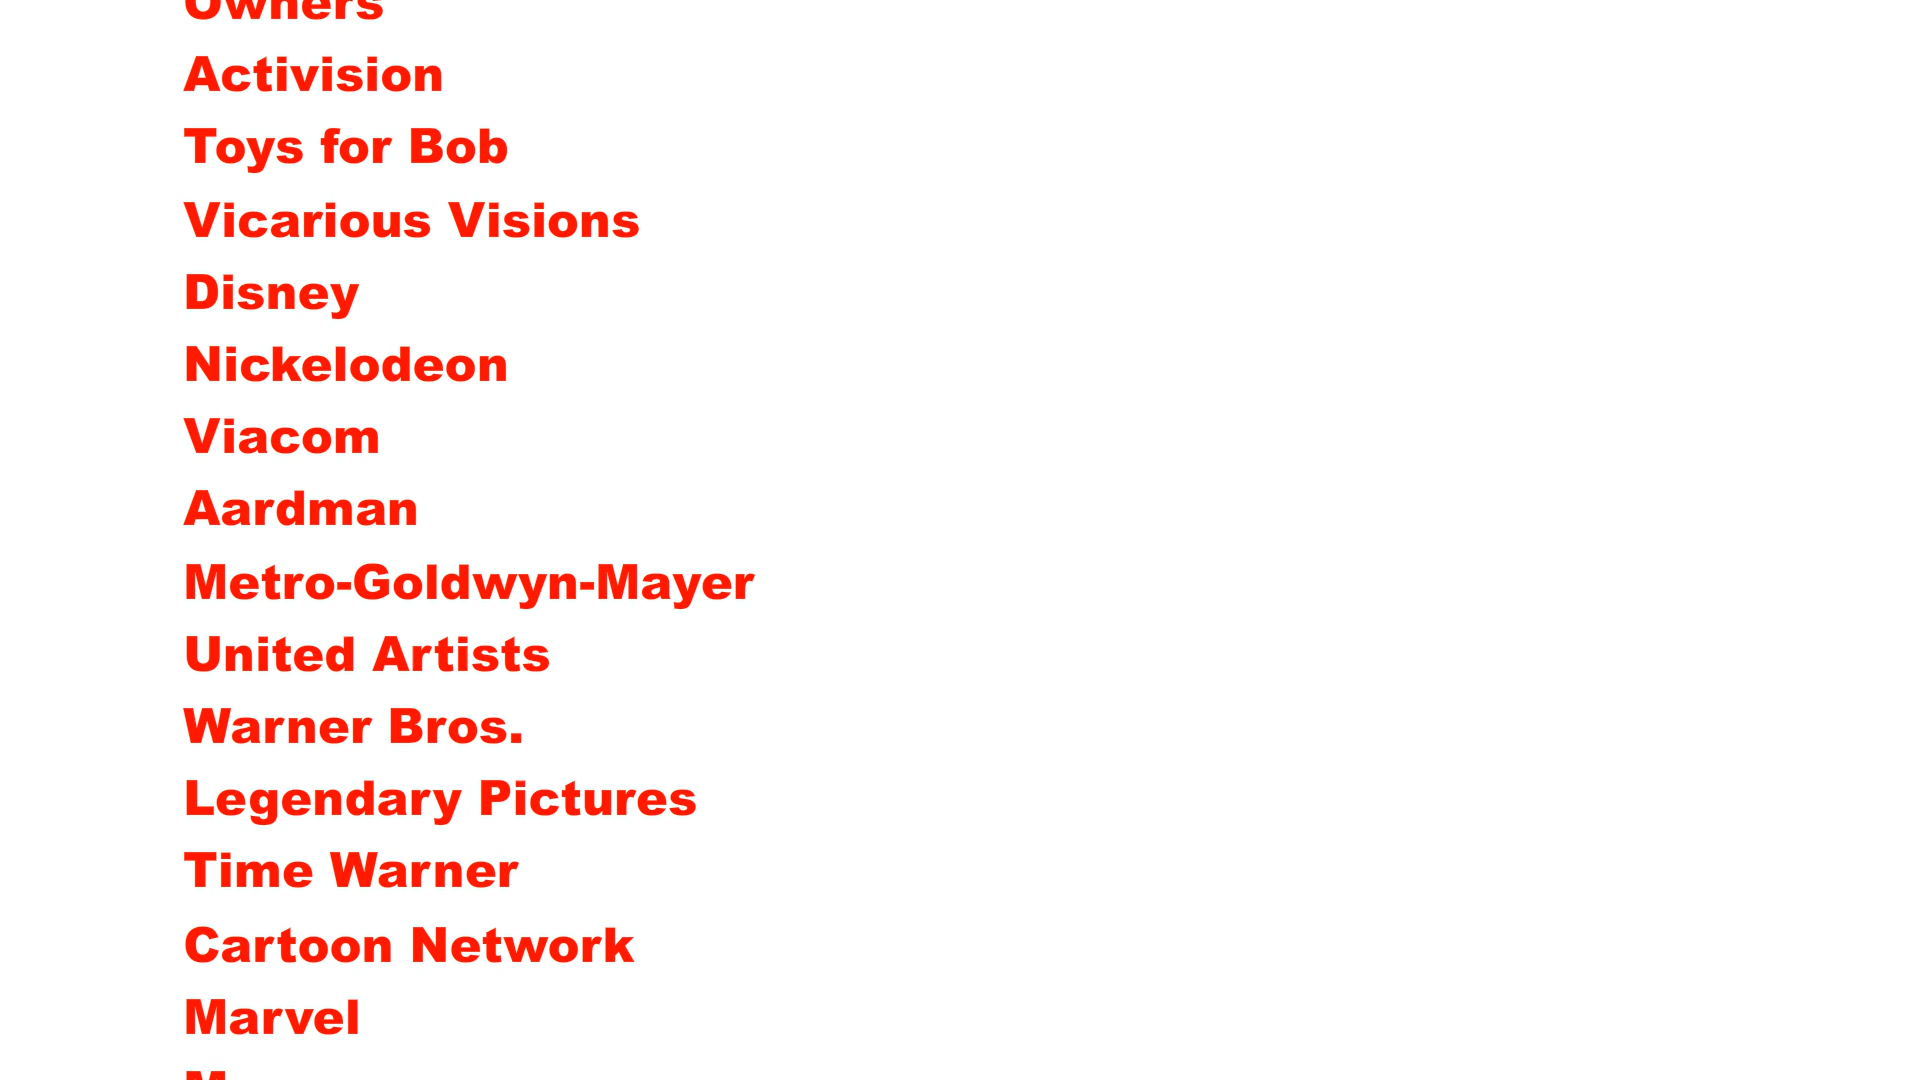 Owners
Activision
Toys for Bob
Vicarious Visions
Disney
Nickelodeon
Viacom
Aardman
Metro-Goldwyn-Mayer
United Artists
Warner Bros.
Legendary Pictures
Time Warner
Cartoon Network
Marvel